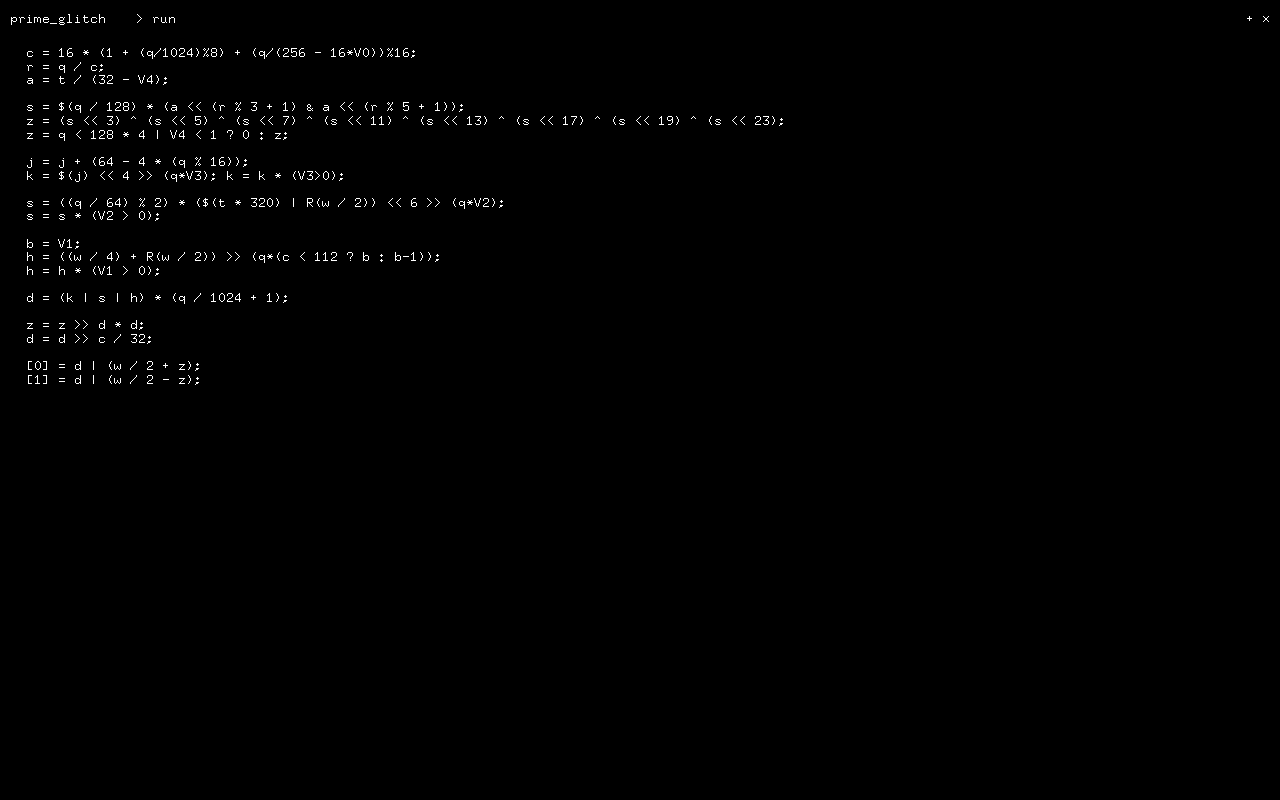 prime_glitch > run + ×
c = 16 * (1 + (q/1024)%8) + (q/(256 - 16*V0))%16;
r = q / c;
a = t / (32 - V4);
s = $(q / 128) * (a << (r % 3 + 1) & a << (r % 5 + 1));
z = (s << 3) ^ (s << 5) ^ (s << 7) ^ (s << 11) ^ (s << 13) ^ (s << 17) ^ (s << 19) ^ (s << 23);
z = q < 128 * 4 | V4 < 1 ? 0 : z;
j = j + (64 - 4 * (q % 16));
k = $(j) << 4 >> (q*V3); k = k * (V3>0);
s = ((q / 64) % 2) * ($(t * 320) | R(w / 2)) << 6 >> (q*V2);
s = s * (V2 > 0);
b = V1;
h = ((w / 4) + R(w / 2)) >> (q*(c < 112 ? b : b-1));
h = h * (V1 > 0);
d = (k | s | h) * (q / 1024 + 1);
z = z >> d * d;
d = d >> c / 32;
[0] = d | (w / 2 + z);
[1] = d | (w / 2 - z);